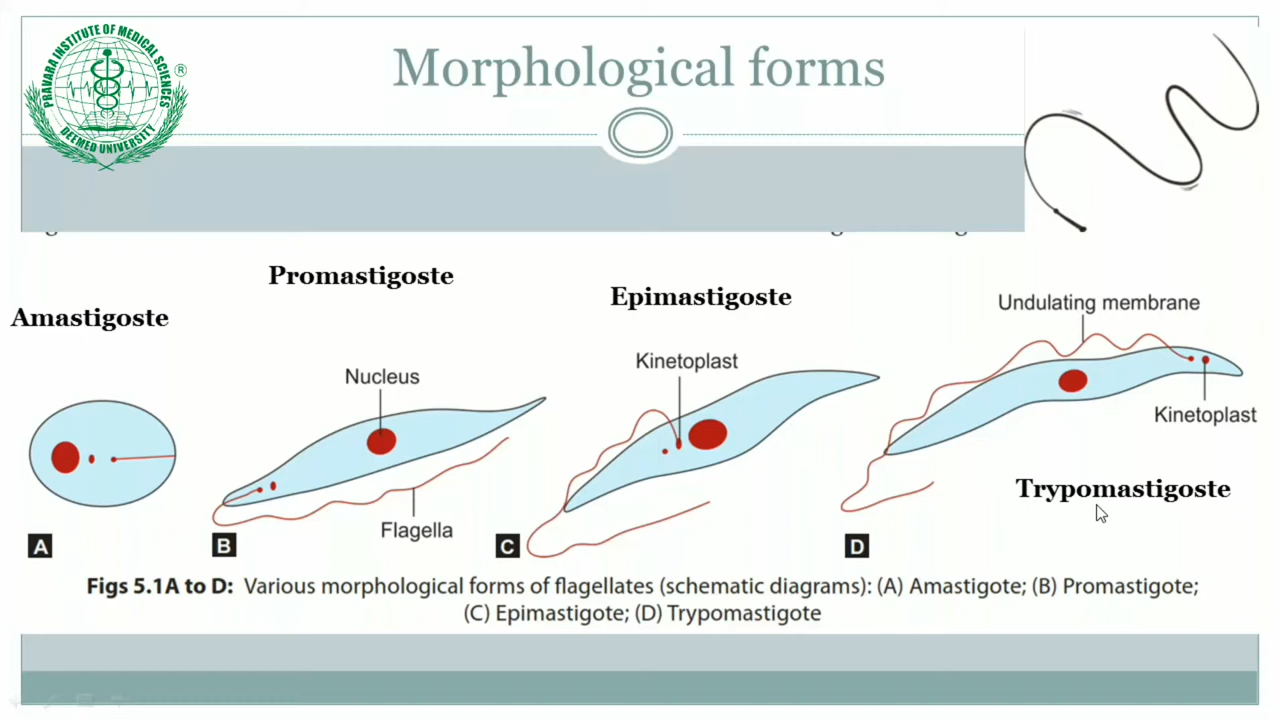 PRAVARA INSTITUTE OF MEDICAL SCIENCES
DEEMED UNIVERSITY
®
Morphological forms
Promastigoste
Epimastigoste
Amastigoste
Undulating membrane
Kinetoplast
Nucleus
Kinetoplast
Trypomastigoste
Flagella
A
B
C
D
Figs 5.1A to D: Various morphological forms of flagellates (schematic diagrams): (A) Amastigote; (B) Promastigote;
(C) Epimastigote; (D) Trypomastigote